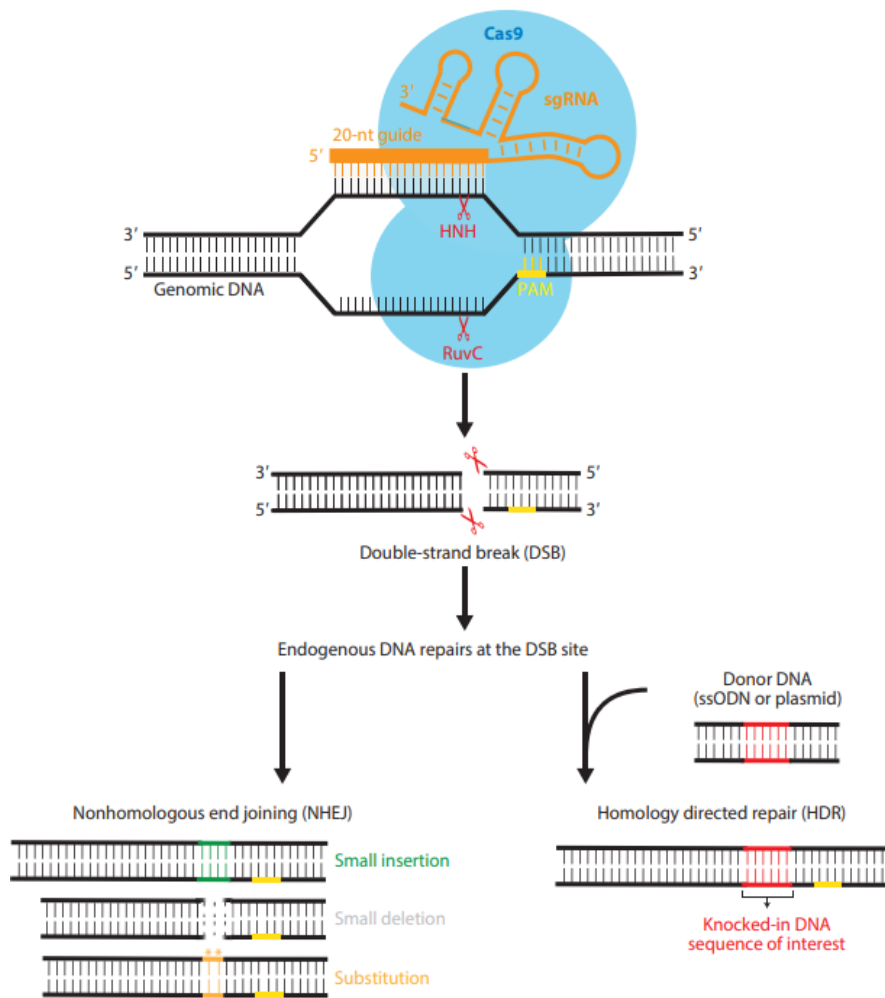 Cas9
3′
sgRNA
20-nt guide
5′
HNH
3′
5′
5′
3′
Genomic DNA
PAM
RuvC
3′
5′
5′
3′
Double-strand break (DSB)
Endogenous DNA repairs at the DSB site
Donor DNA
(ssODN or plasmid)
Nonhomologous end joining (NHEJ)
Homology directed repair (HDR)
Small insertion
Small deletion
**
Substitution
Knocked-in DNA
sequence of interest